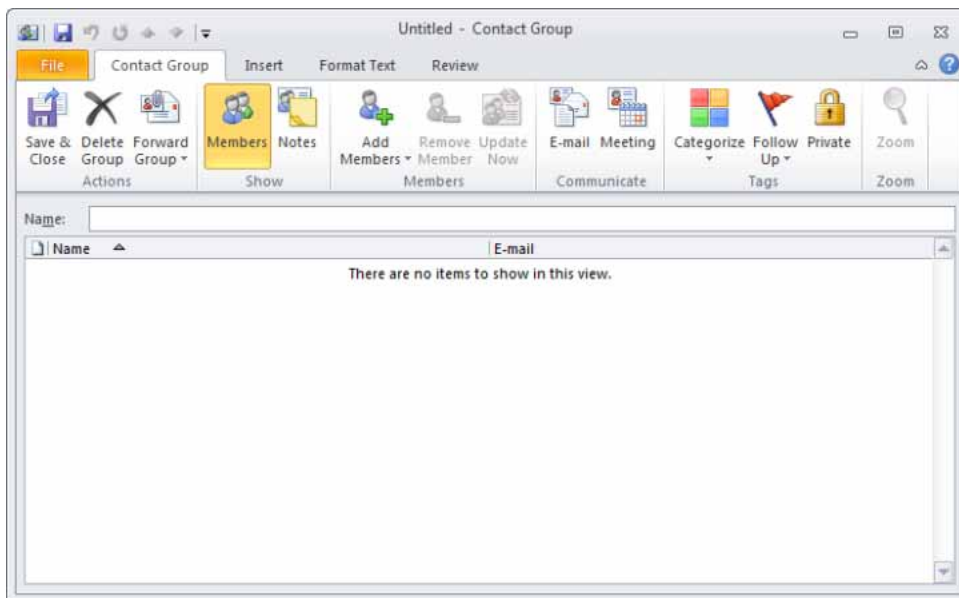 Untitled - Contact Group
File Contact Group Insert Format Text Review
Save & Close
Delete Group
Forward Group
Members
Notes
Add Members
Remove Member
Update Now
E-mail
Meeting
Categorize
Follow Up
Private
Zoom
Actions Show Members Communicate Tags Zoom
Name:
Name E-mail
There are no items to show in this view.